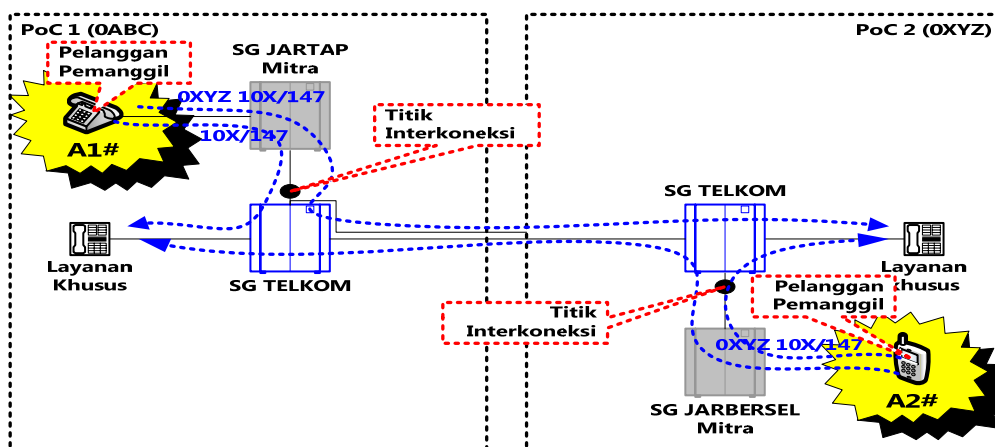 PoC 1 (0ABC)
PoC 2 (0XYZ)
Pelanggan
Pemanggil
SG JARTAP
Mitra
0XYZ 10X/147
10X/147
A1#
Titik
Interkoneksi
SG TELKOM
Layanan
Khusus
SG TELKOM
Layanan
khusus
Titik
Interkoneksi
Pelanggan
Pemanggil
0XYZ 10X/147
A2#
SG JARBERSEL
Mitra